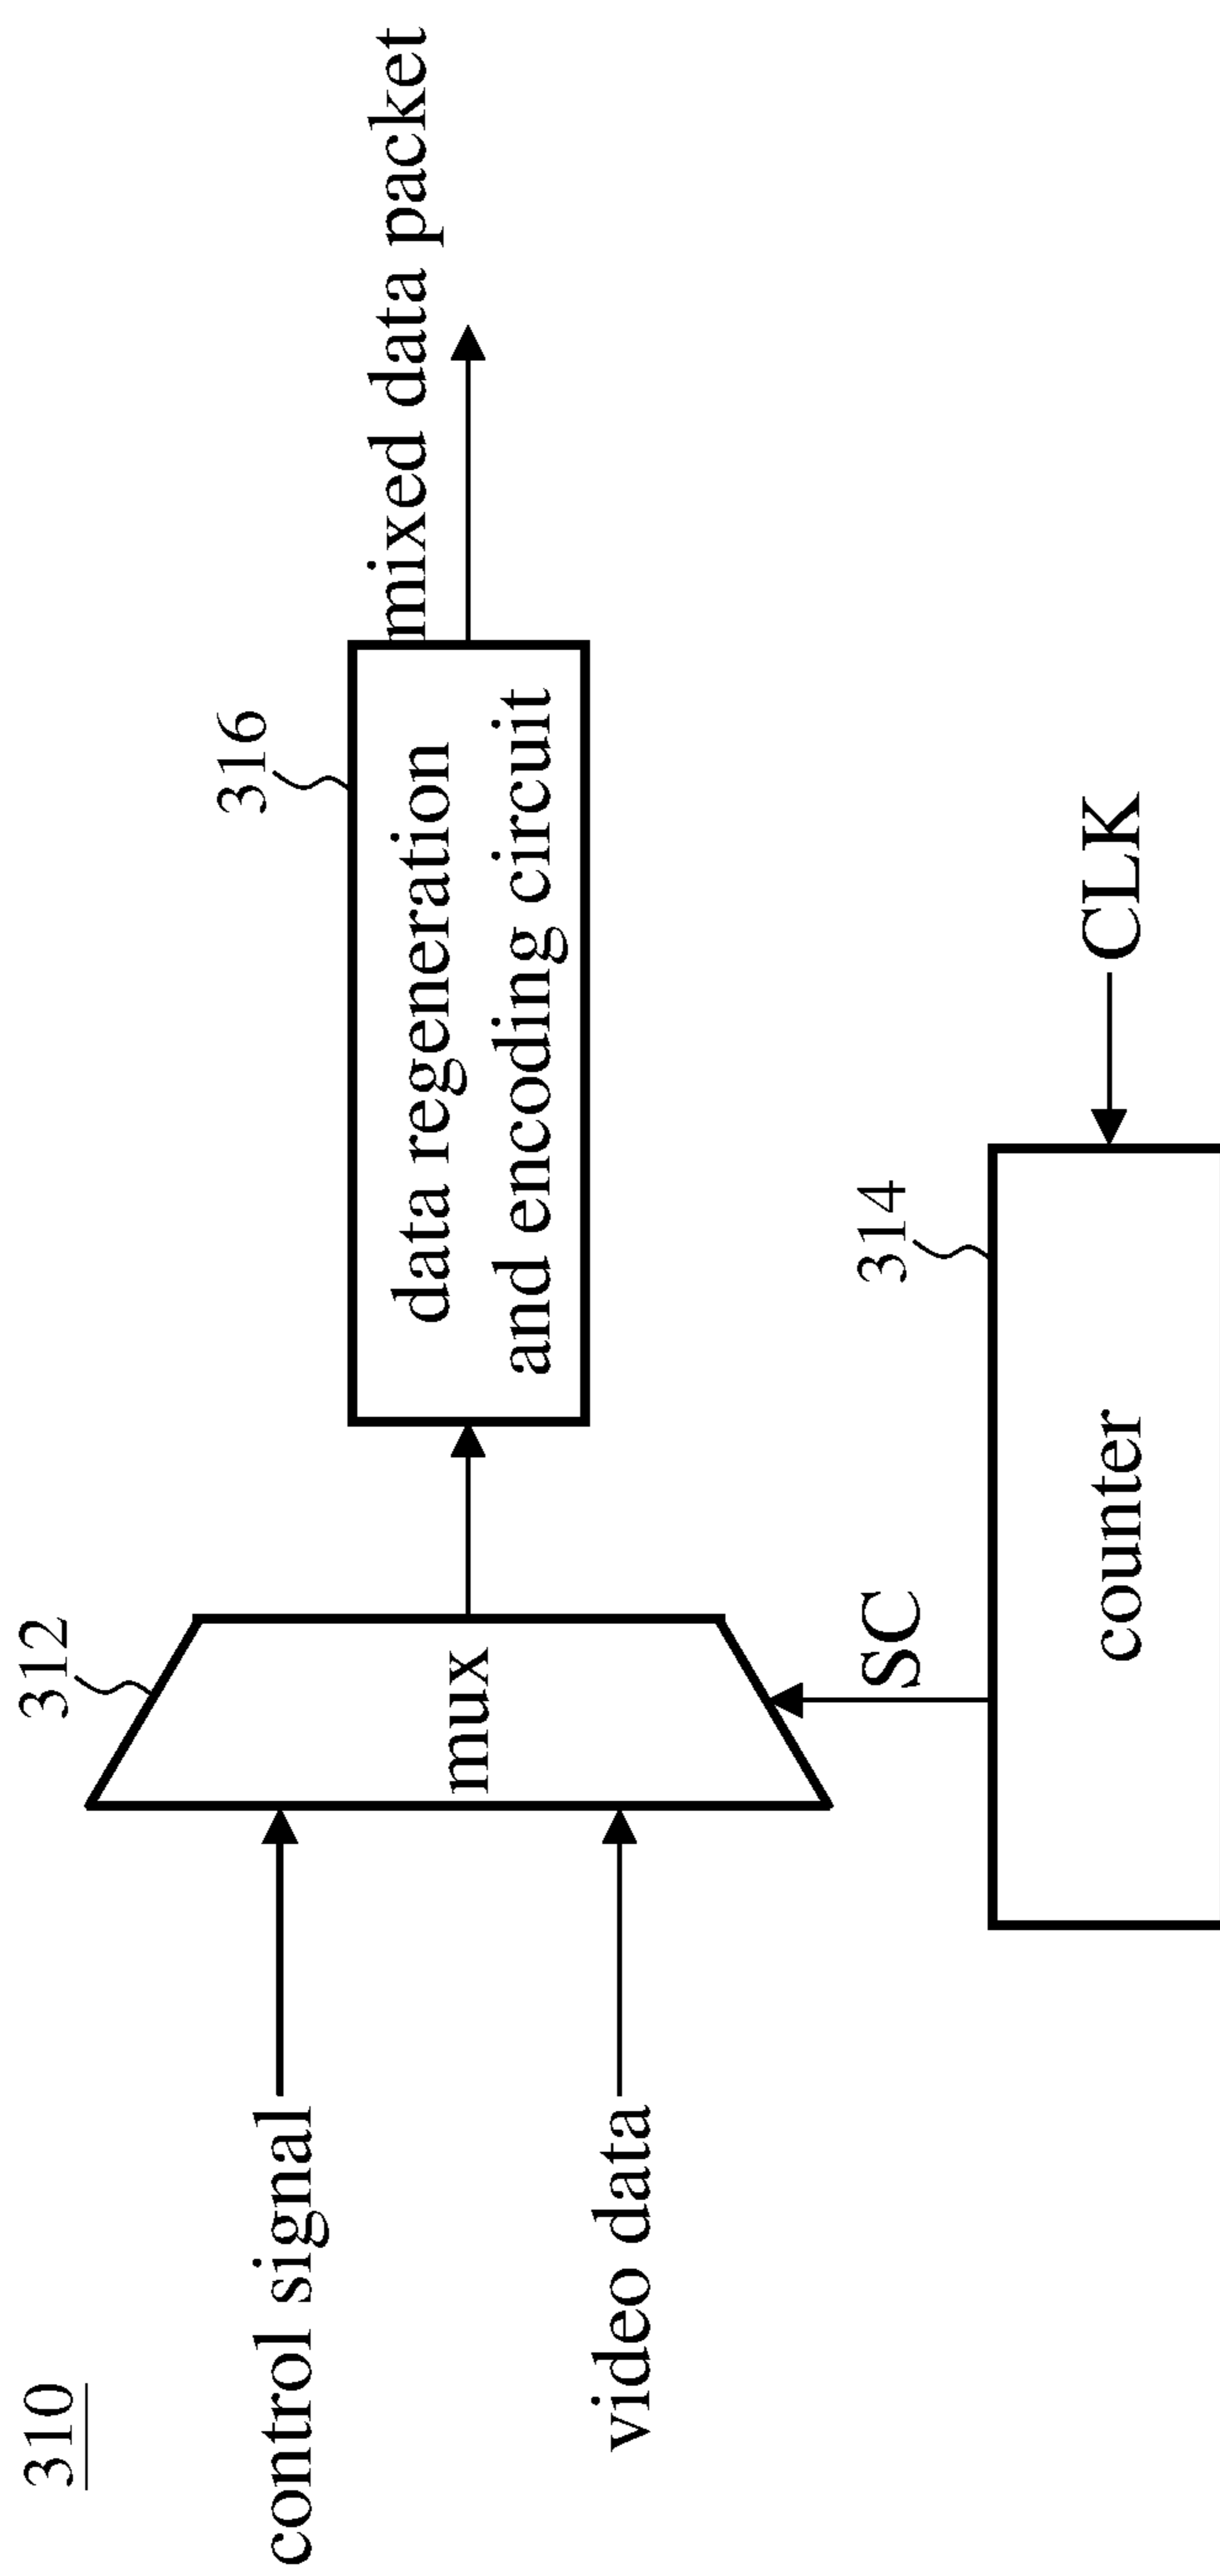 310
312
316
control signal
mux
data regeneration
and encoding circuit
mixed data packet
video data
SC
314
counter
CLK